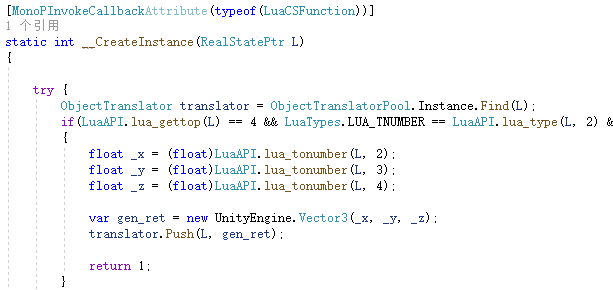 [MonoPInvokeCallbackAttribute(typeof(LuaCSFunction))]
1 个引用
static int __CreateInstance(RealStatePtr L)
{
try {
ObjectTranslator translator = ObjectTranslatorPool.Instance.Find(L);
if(LuaAPI.lua_gettop(L) == 4 && LuaTypes.LUA_TNUMBER == LuaAPI.lua_type(L, 2) &
{
float _x = (float)LuaAPI.lua_tonumber(L, 2);
float _y = (float)LuaAPI.lua_tonumber(L, 3);
float _z = (float)LuaAPI.lua_tonumber(L, 4);
var gen_ret = new UnityEngine.Vector3(_x, _y, _z);
translator.Push(L, gen_ret);
return 1;
}